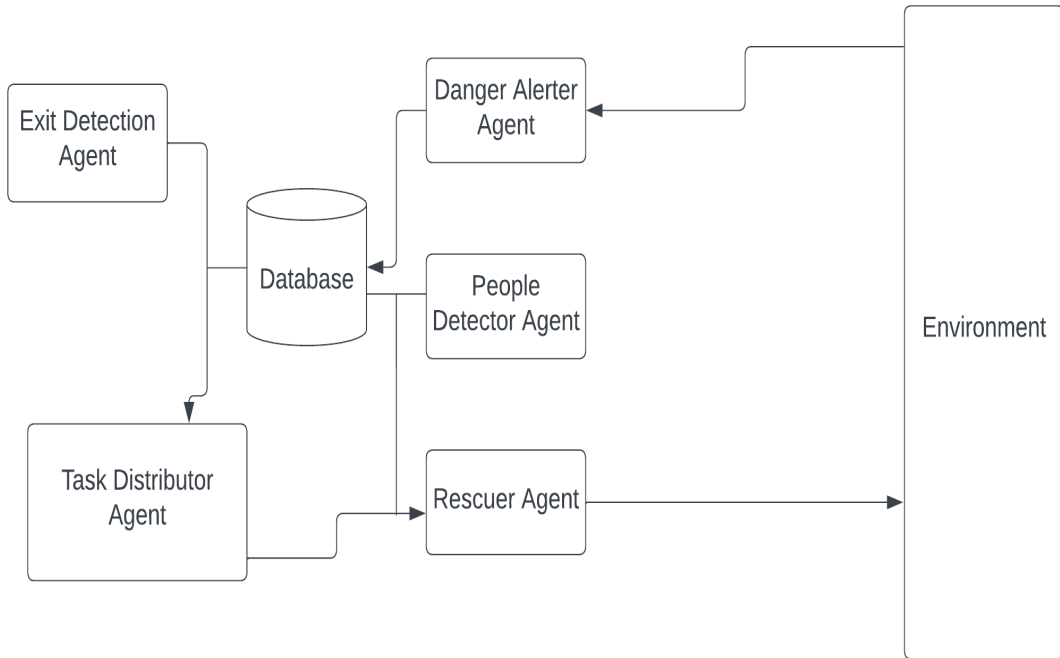 Danger Alerter
Agent
Exit Detection
Agent
Database
People
Detector Agent
Environment
Task Distributor
Agent
Rescuer Agent